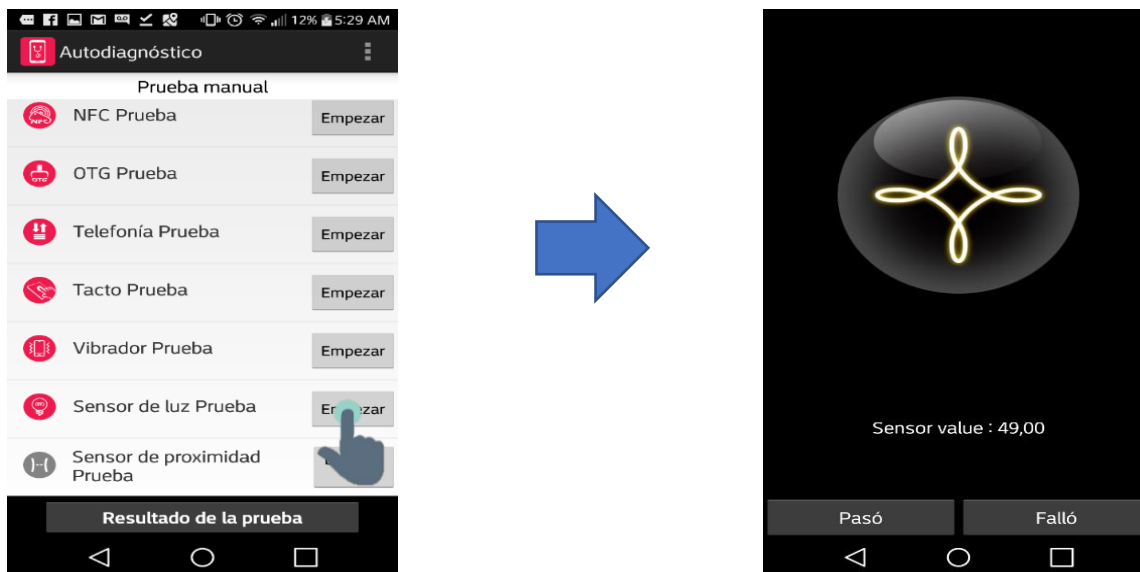 12% 5:29 AM
Autodiagnóstico
Prueba manual
NFC Prueba
Empezar
OTG Prueba
Empezar
Telefonía Prueba
Empezar
Tacto Prueba
Empezar
Vibrador Prueba
Empezar
Sensor de luz Prueba
Sensor de proximidad
Prueba
Resultado de la prueba
Sensor value : 49,00
Pasó
Falló